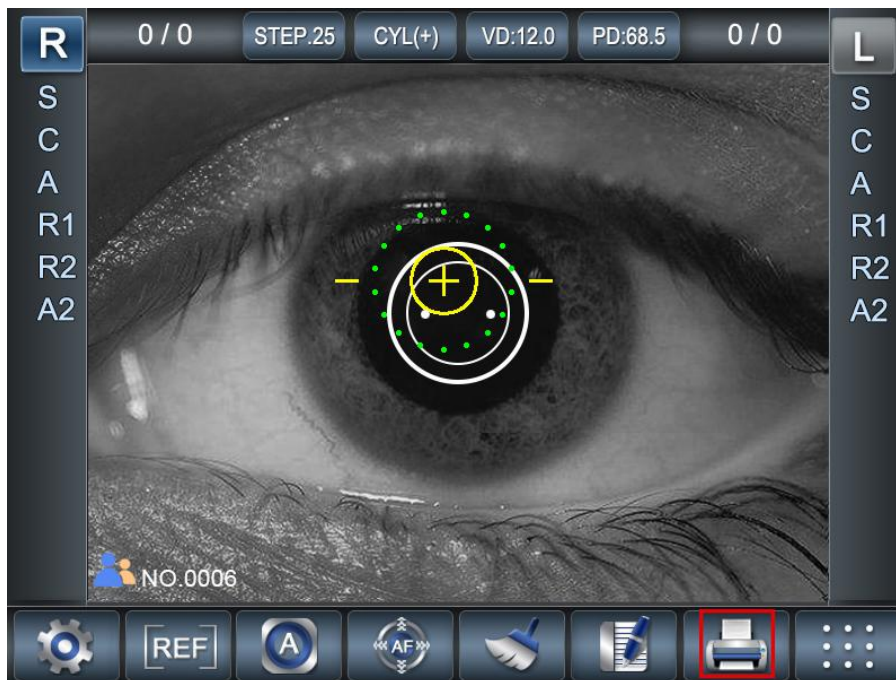 R 0 / 0 STEP.25 CYL(+) VD:12.0 PD:68.5 0 / 0 L
S S
C C
A A
R1 R1
R2 R2
A2 A2
NO.0006
[REF] A AF